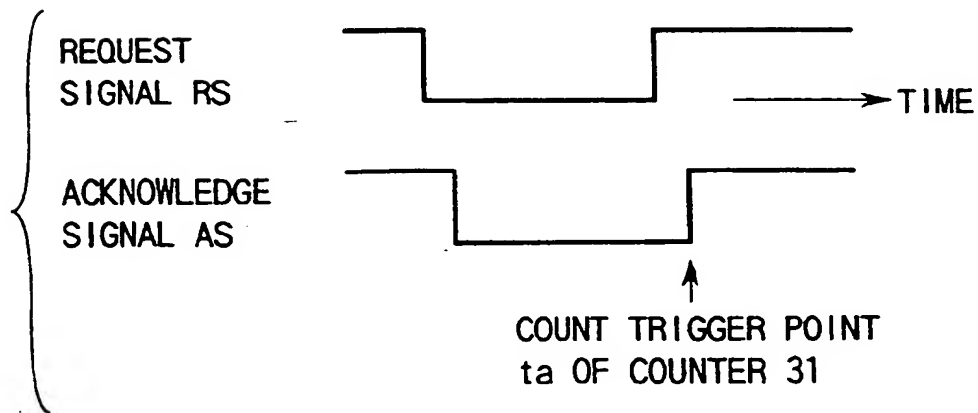 REQUEST
SIGNAL RS
TIME
ACKNOWLEDGE
SIGNAL AS
COUNT TRIGGER POINT
ta OF COUNTER 31